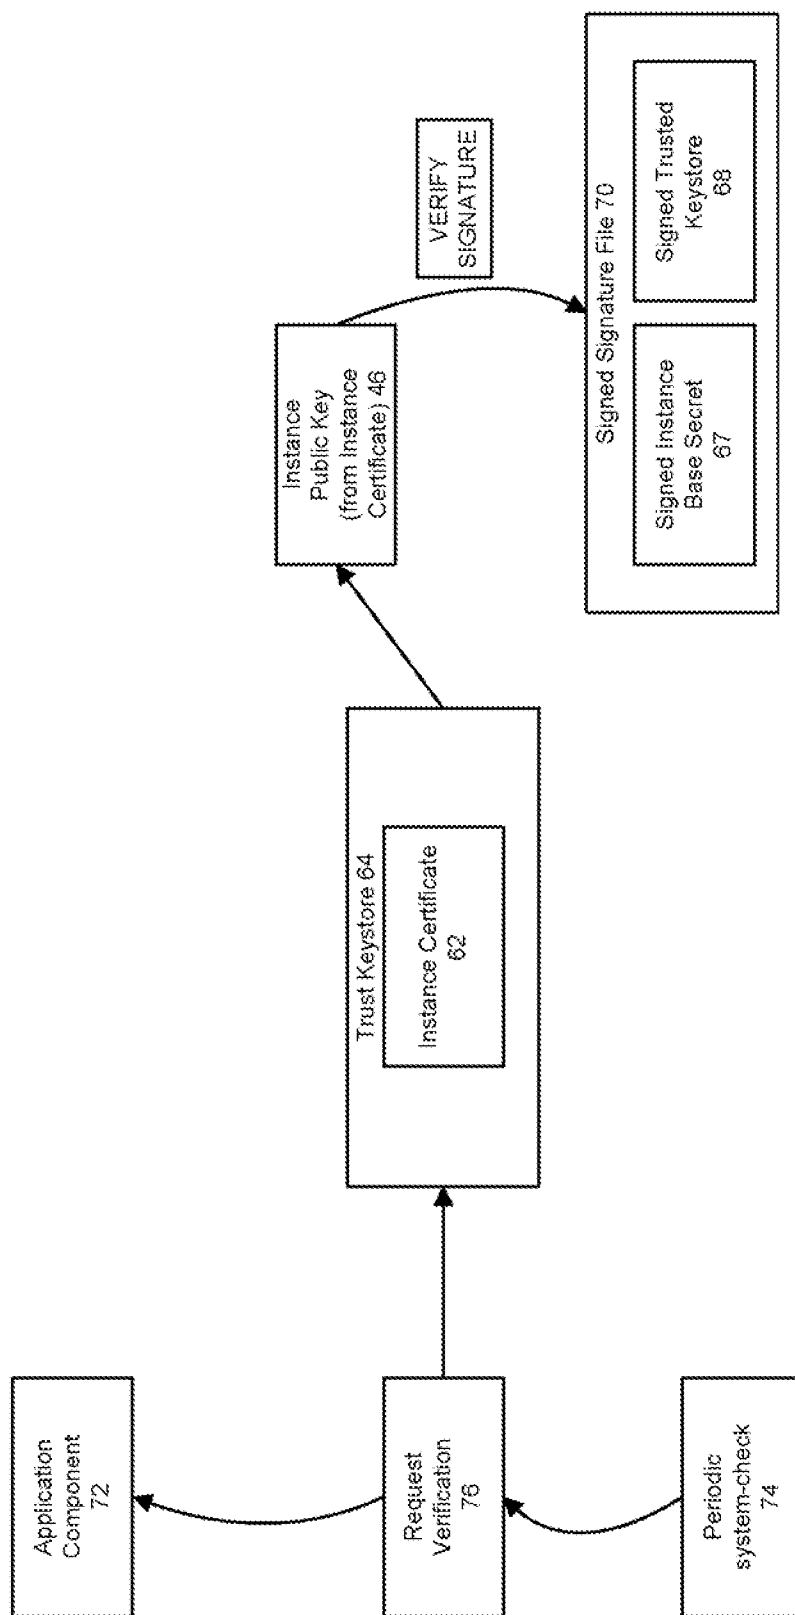 Application
Component
72
Request
Verification
76
Periodic
system-check
74
Trust Keystore 64
Instance Certificate
62
Instance
Public Key
(from Instance
Certificate) 46
VERIFY
SIGNATURE
Signed Signature File 70
Signed Instance
Base Secret
67
Signed Trusted
Keystore
68